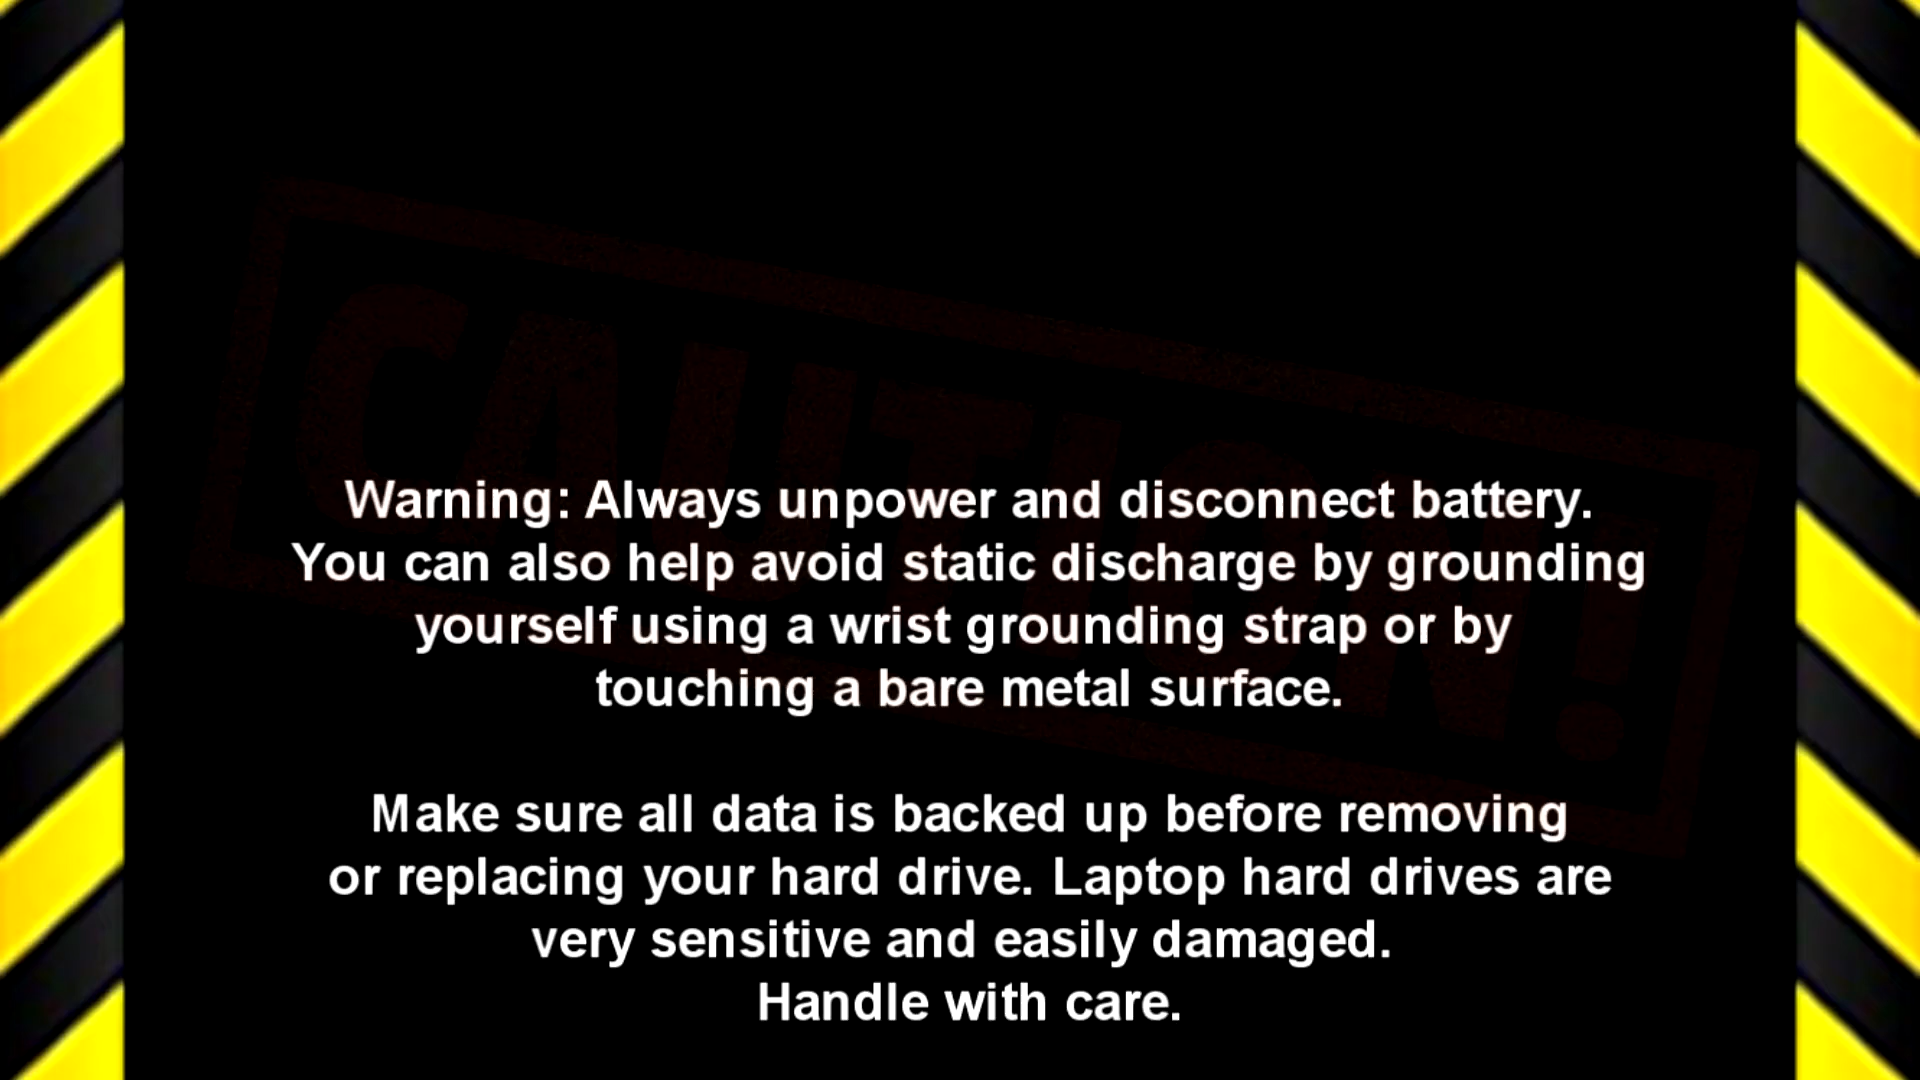 CAUTION!
Warning: Always unpower and disconnect battery.
You can also help avoid static discharge by grounding
yourself using a wrist grounding strap or by
touching a bare metal surface.
Make sure all data is backed up before removing
or replacing your hard drive. Laptop hard drives are
very sensitive and easily damaged.
Handle with care.